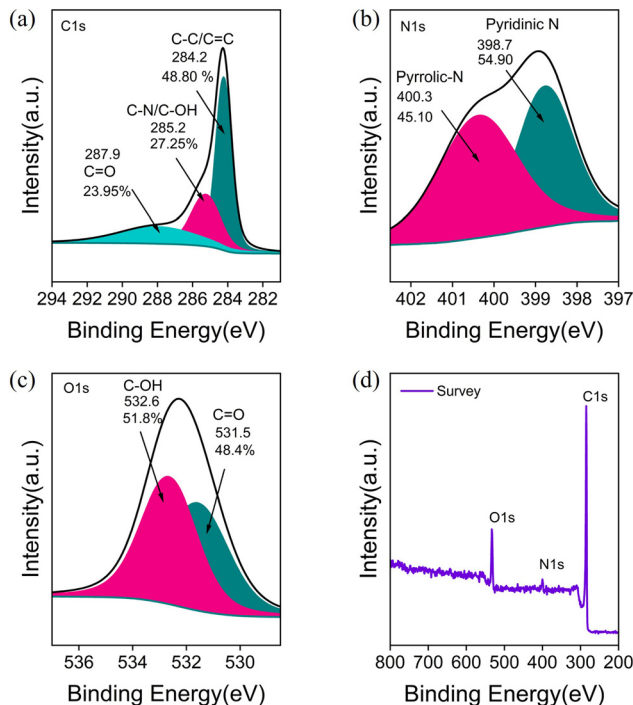 (a)
C1s
C-C/C=C
284.2
48.80 %
C-N/C-OH
285.2
27.25%
287.9
C=O
23.95%
Intensity(a.u.)
294 292 290 288 286 284 282
Binding Energy(eV)
(b)
N1s
Pyridinic N
398.7
54.90
Pyrrolic-N
400.3
45.10
Intensity(a.u.)
402 401 400 399 398 397
Binding Energy(eV)
(c)
O1s
C-OH
532.6
51.8%
C=O
531.5
48.4%
Intensity(a.u.)
536 534 532 530
Binding Energy(eV)
(d)
Survey
C1s
O1s
N1s
Intensity(a.u.)
800 700 600 500 400 300 200
Binding Energy(eV)